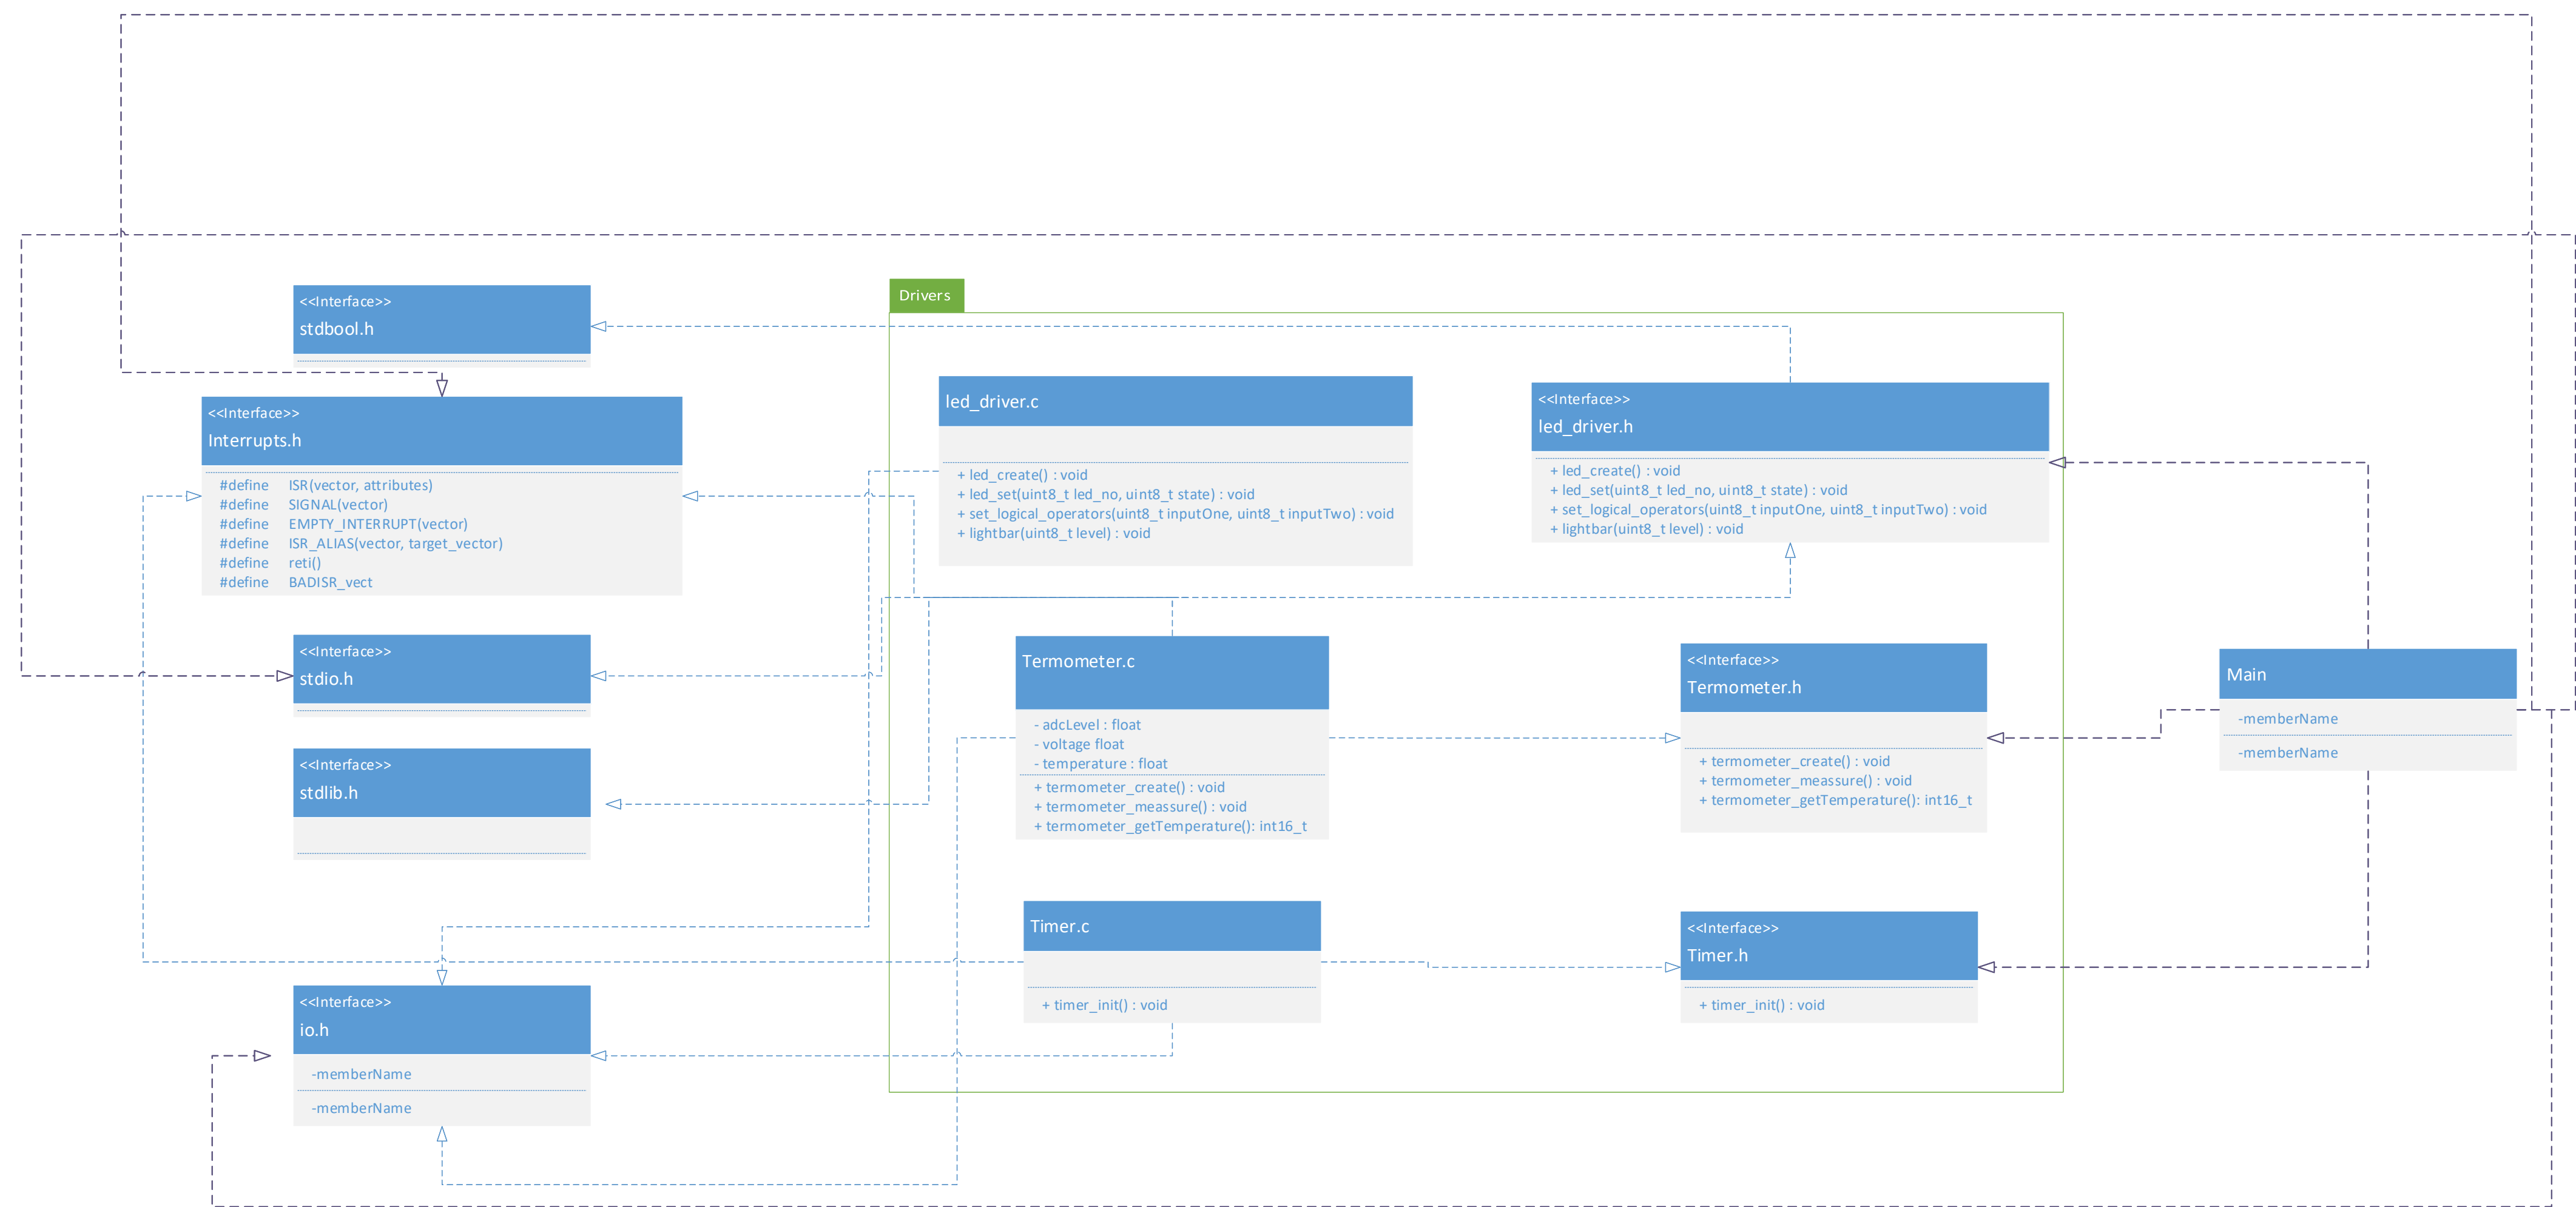 Drivers
<<Interface>>
stdbool.h
<<Interface>>
Interrupts.h
#define ISR(vector, attributes)
#define SIGNAL(vector)
#define EMPTY_INTERRUPT(vector)
#define ISR_ALIAS(vector, target_vector)
#define reti()
#define BADISR_vect
<<Interface>>
stdio.h
<<Interface>>
stdlib.h
<<Interface>>
io.h
-memberName
-memberName
led_driver.c
+ led_create() : void
+ led_set(uint8_t led_no, uint8_t state) : void
+ set_logical_operators(uint8_t inputOne, uint8_t inputTwo) : void
+ lightbar(uint8_t level) : void
<<Interface>>
led_driver.h
+ led_create() : void
+ led_set(uint8_t led_no, uint8_t state) : void
+ set_logical_operators(uint8_t inputOne, uint8_t inputTwo) : void
+ lightbar(uint8_t level) : void
Termometer.c
- adcLevel : float
- voltage float
- temperature : float
+ termometer_create() : void
+ termometer_meassure() : void
+ termometer_getTemperature(): int16_t
<<Interface>>
Termometer.h
+ termometer_create() : void
+ termometer_meassure() : void
+ termometer_getTemperature(): int16_t
Timer.c
+ timer_init() : void
<<Interface>>
Timer.h
+ timer_init() : void
Main
-memberName
-memberName